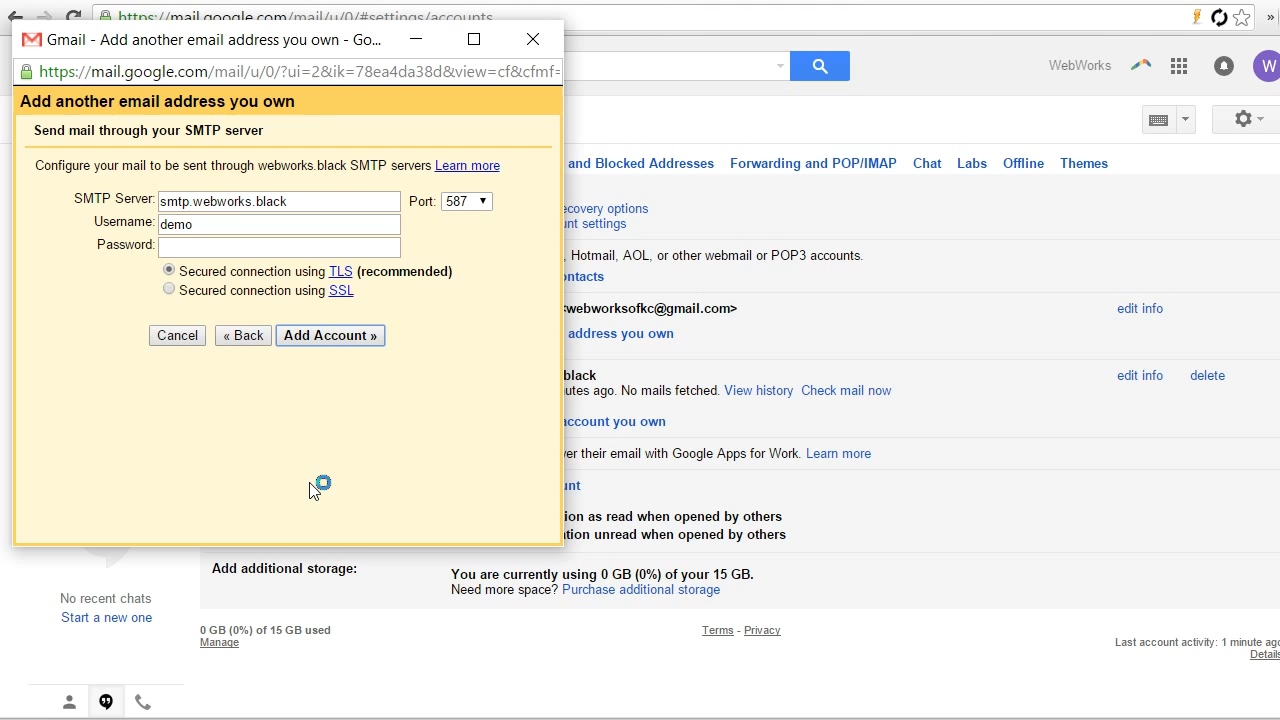 https://mail.google.com/mail/u/0/#settings/accounts
»
Gmail - Add another email address you own - Go...
https://mail.google.com/mail/u/0/?ui=2&ik=78ea4da38d&view=cf&cfmf=
WebWorks
W
Add another email address you own
Send mail through your SMTP server
Configure your mail to be sent through webworks.black SMTP servers Learn more
SMTP Server: smtp.webworks.black Port: 587
Username: demo
Password:
Secured connection using TLS (recommended)
Secured connection using SSL
Cancel « Back Add Account »
and Blocked Addresses Forwarding and POP/IMAP Chat Labs Offline Themes
ecovery options
unt settings
, Hotmail, AOL, or other webmail or POP3 accounts.
ontacts
<webworksofkc@gmail.com> edit info
address you own
black edit info delete
utes ago. No mails fetched. View history Check mail now
account you own
er their email with Google Apps for Work. Learn more
unt
ion as read when opened by others
ation unread when opened by others
Add additional storage: You are currently using 0 GB (0%) of your 15 GB.
Need more space? Purchase additional storage
No recent chats
Start a new one
0 GB (0%) of 15 GB used
Manage
Terms - Privacy
Last account activity: 1 minute ago
Details